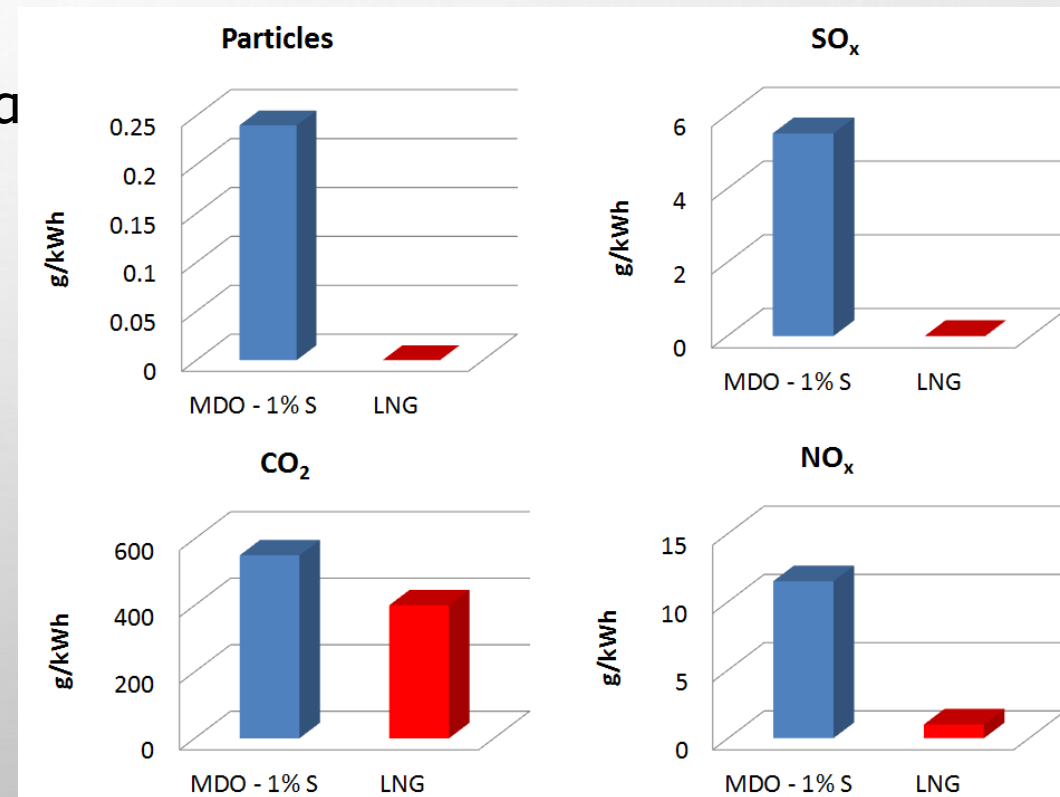 a
Particles
0.25
0.2
0.15
0.1
0.05
0
g/kWh
MDO - 1% S LNG
SOx
6
4
2
0
g/kWh
MDO - 1% S LNG
CO2
600
400
200
0
g/kWh
MDO - 1% S LNG
NOx
15
10
5
0
g/kWh
MDO - 1% S LNG